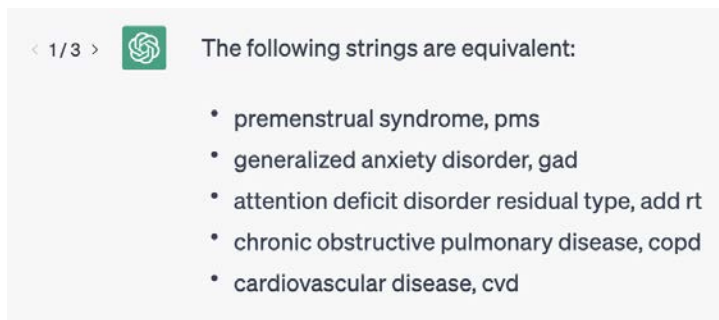 < 1/3 > The following strings are equivalent:
• premenstrual syndrome, pms
• generalized anxiety disorder, gad
• attention deficit disorder residual type, add rt
• chronic obstructive pulmonary disease, copd
• cardiovascular disease, cvd